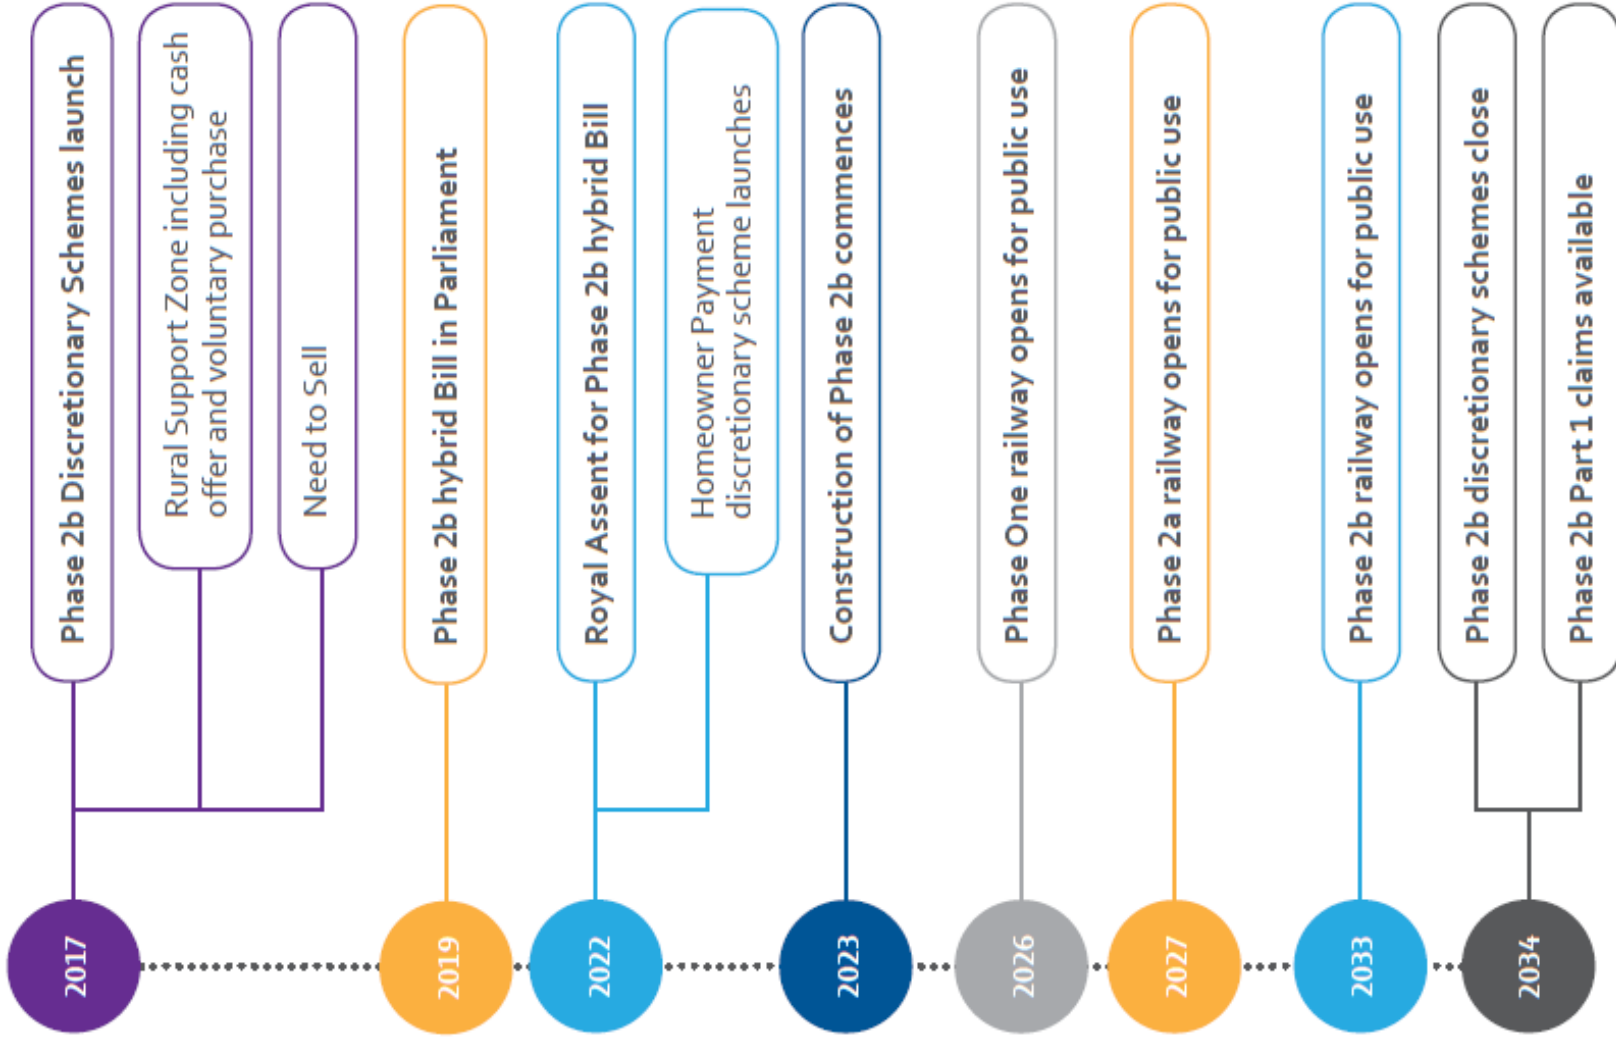 2017
Phase 2b Discretionary Schemes launch
Rural Support Zone including cash
offer and voluntary purchase
Need to Sell
2019
Phase 2b hybrid Bill in Parliament
2022
Royal Assent for Phase 2b hybrid Bill
Homeowner Payment
discretionary scheme launches
2023
Construction of Phase 2b commences
2026
Phase One railway opens for public use
2027
Phase 2a railway opens for public use
2033
Phase 2b railway opens for public use
2034
Phase 2b discretionary schemes close
Phase 2b Part 1 claims available